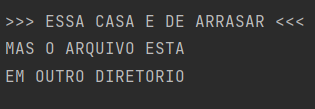 >>> ESSA CASA E DE ARRASAR <<<
MAS O ARQUIVO ESTA
EM OUTRO DIRETORIO